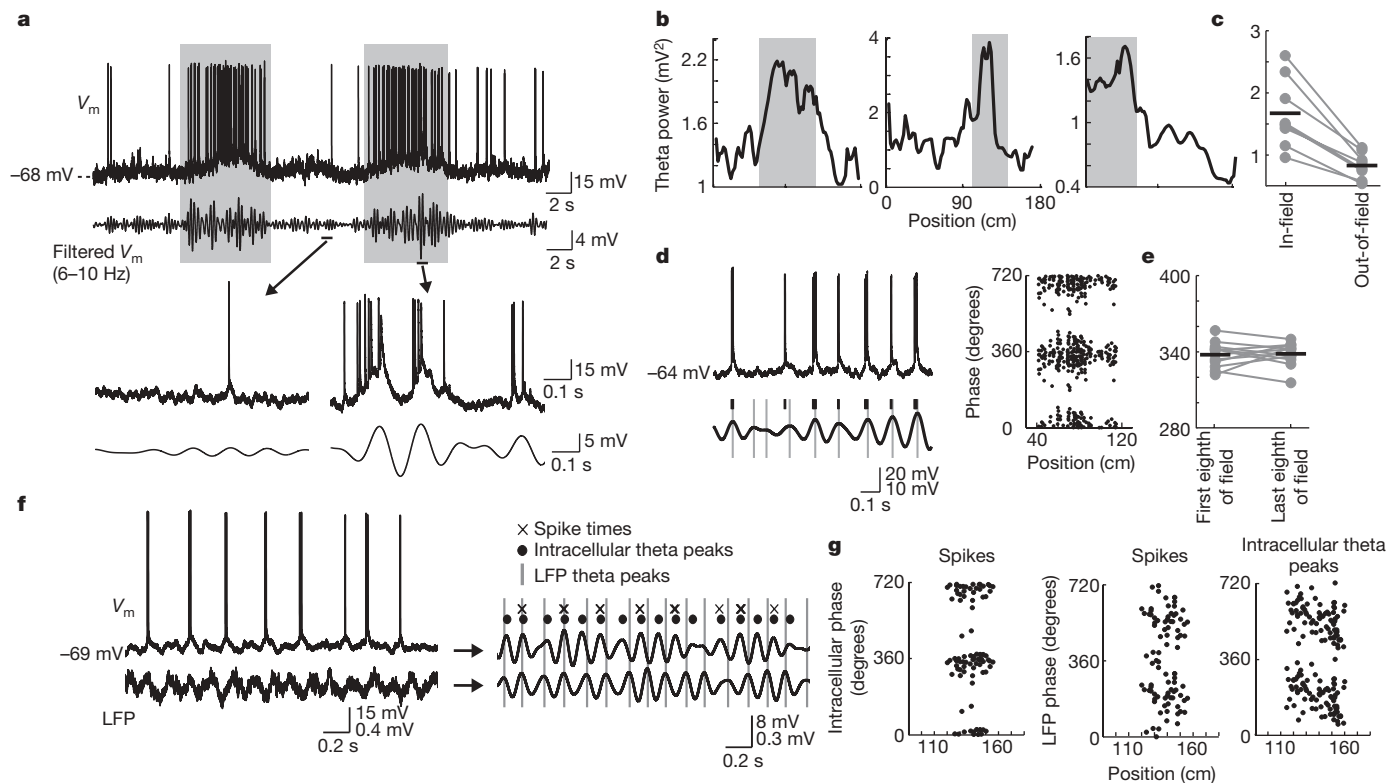 a
Vm
–68 mV
15 mV
2 s
Filtered Vm
(6–10 Hz)
4 mV
2 s
15 mV
0.1 s
5 mV
0.1 s
b
Theta power (mV2)
2.2
1.6
1
4
2
0
0 90 180
Position (cm)
1.6
1
0.4
c
3
2
1
In-field
Out-of-field
d
–64 mV
20 mV
10 mV
0.1 s
Phase (degrees)
720
360
0
40 120
Position (cm)
e
400
340
280
First eighth
of field
Last eighth
of field
f
Vm
–69 mV
LFP
15 mV
0.4 mV
0.2 s
× Spike times
Intracellular theta peaks
LFP theta peaks
8 mV
0.3 mV
0.2 s
g
Spikes
Intracellular phase
(degrees)
720
360
0
110 160
Spikes
LFP phase (degrees)
720
360
0
110 160
Intracellular theta
peaks
720
360
0
110 160
Position (cm)